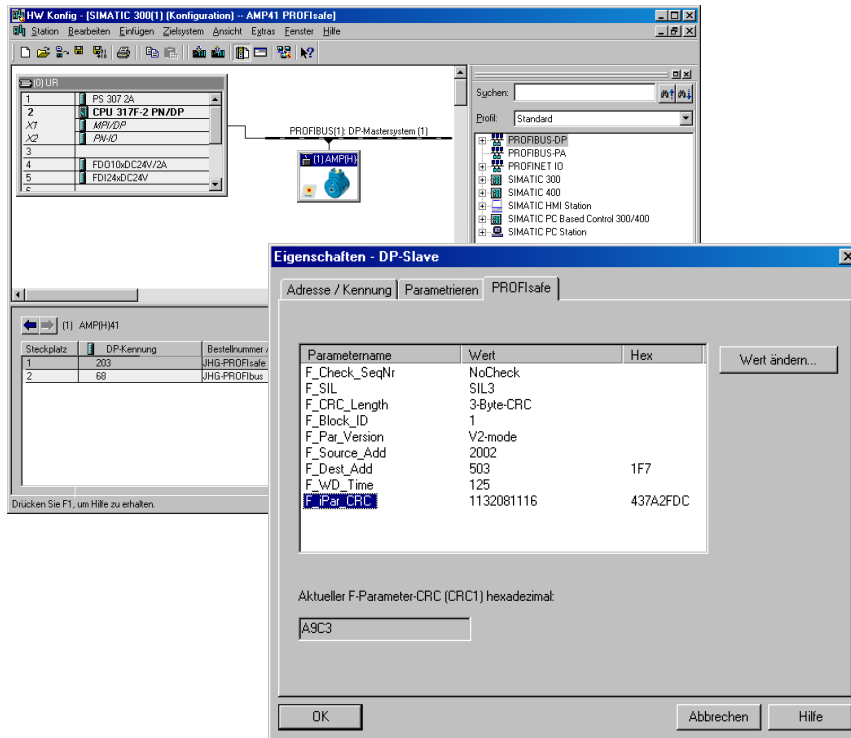 HW Konfig - [SIMATIC 300(1) (Konfiguration) -- AMP41 PROFIsafe]
Station Bearbeiten Einfügen Zielsystem Ansicht Extras Fenster Hilfe
(0) UR
1 PS 307 2A
2 CPU 317F-2 PN/DP
X1 MPI/DP
X2 PN-IO
3
4 FDO10xDC24V/2A
5 FDI24xDC24V
6
PROFIBUS(1): DP-Mastersystem (1)
(1) AMP(H)
Suchen:
Profil: Standard
PROFIBUS-DP
PROFIBUS-PA
PROFINET IO
SIMATIC 300
SIMATIC 400
SIMATIC HMI Station
SIMATIC PC Based Control 300/400
SIMATIC PC Station
(1) AMP(H)41
Steckplatz DP-Kennung Bestellnummer /
1 203 JHG-PROFIsafe
2 68 JHG-PROFIbus
Drücken Sie F1, um Hilfe zu erhalten.
Eigenschaften - DP-Slave
Adresse / Kennung Parametrieren PROFIsafe
Parametername Wert Hex
F_Check_SeqNr NoCheck
F_SIL SIL3
F_CRC_Length 3-Byte-CRC
F_Block_ID 1
F_Par_Version V2-mode
F_Source_Add 2002
F_Dest_Add 503 1F7
F_WD_Time 125
F_iPar_CRC 1132081116 437A2FDC
Wert ändern...
Aktueller F-Parameter-CRC (CRC1) hexadezimal:
A9C3
OK Abbrechen Hilfe